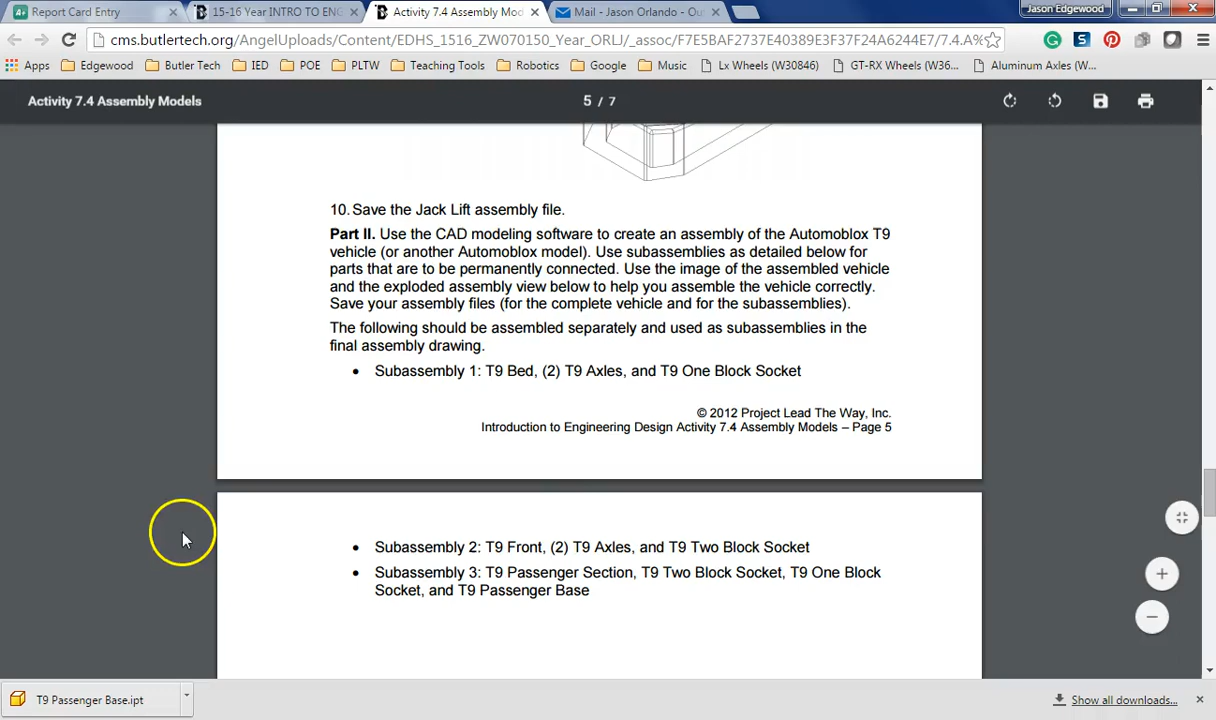 Report Card Entry
15-16 Year INTRO TO ENG
Activity 7.4 Assembly Mod
Mail - Jason Orlando - Ou
Jason Edgewood
cms.butlertech.org/AngelUploads/Content/EDHS_1516_ZW070150_Year_ORLJ/_assoc/F7E5BAF2737E40389E3F37F24A6244E7/7.4.A%
Apps
Edgewood
Butler Tech
IED
POE
PLTW
Teaching Tools
Robotics
Google
Music
Lx Wheels (W30846)
GT-RX Wheels (W36...
Aluminum Axles (W...
Activity 7.4 Assembly Models
5 / 7
10. Save the Jack Lift assembly file.
Part II. Use the CAD modeling software to create an assembly of the Automoblox T9
vehicle (or another Automoblox model). Use subassemblies as detailed below for
parts that are to be permanently connected. Use the image of the assembled vehicle
and the exploded assembly view below to help you assemble the vehicle correctly.
Save your assembly files (for the complete vehicle and for the subassemblies).
The following should be assembled separately and used as subassemblies in the
final assembly drawing.
• Subassembly 1: T9 Bed, (2) T9 Axles, and T9 One Block Socket
© 2012 Project Lead The Way, Inc.
Introduction to Engineering Design Activity 7.4 Assembly Models – Page 5
• Subassembly 2: T9 Front, (2) T9 Axles, and T9 Two Block Socket
• Subassembly 3: T9 Passenger Section, T9 Two Block Socket, T9 One Block
Socket, and T9 Passenger Base
T9 Passenger Base.ipt
Show all downloads...